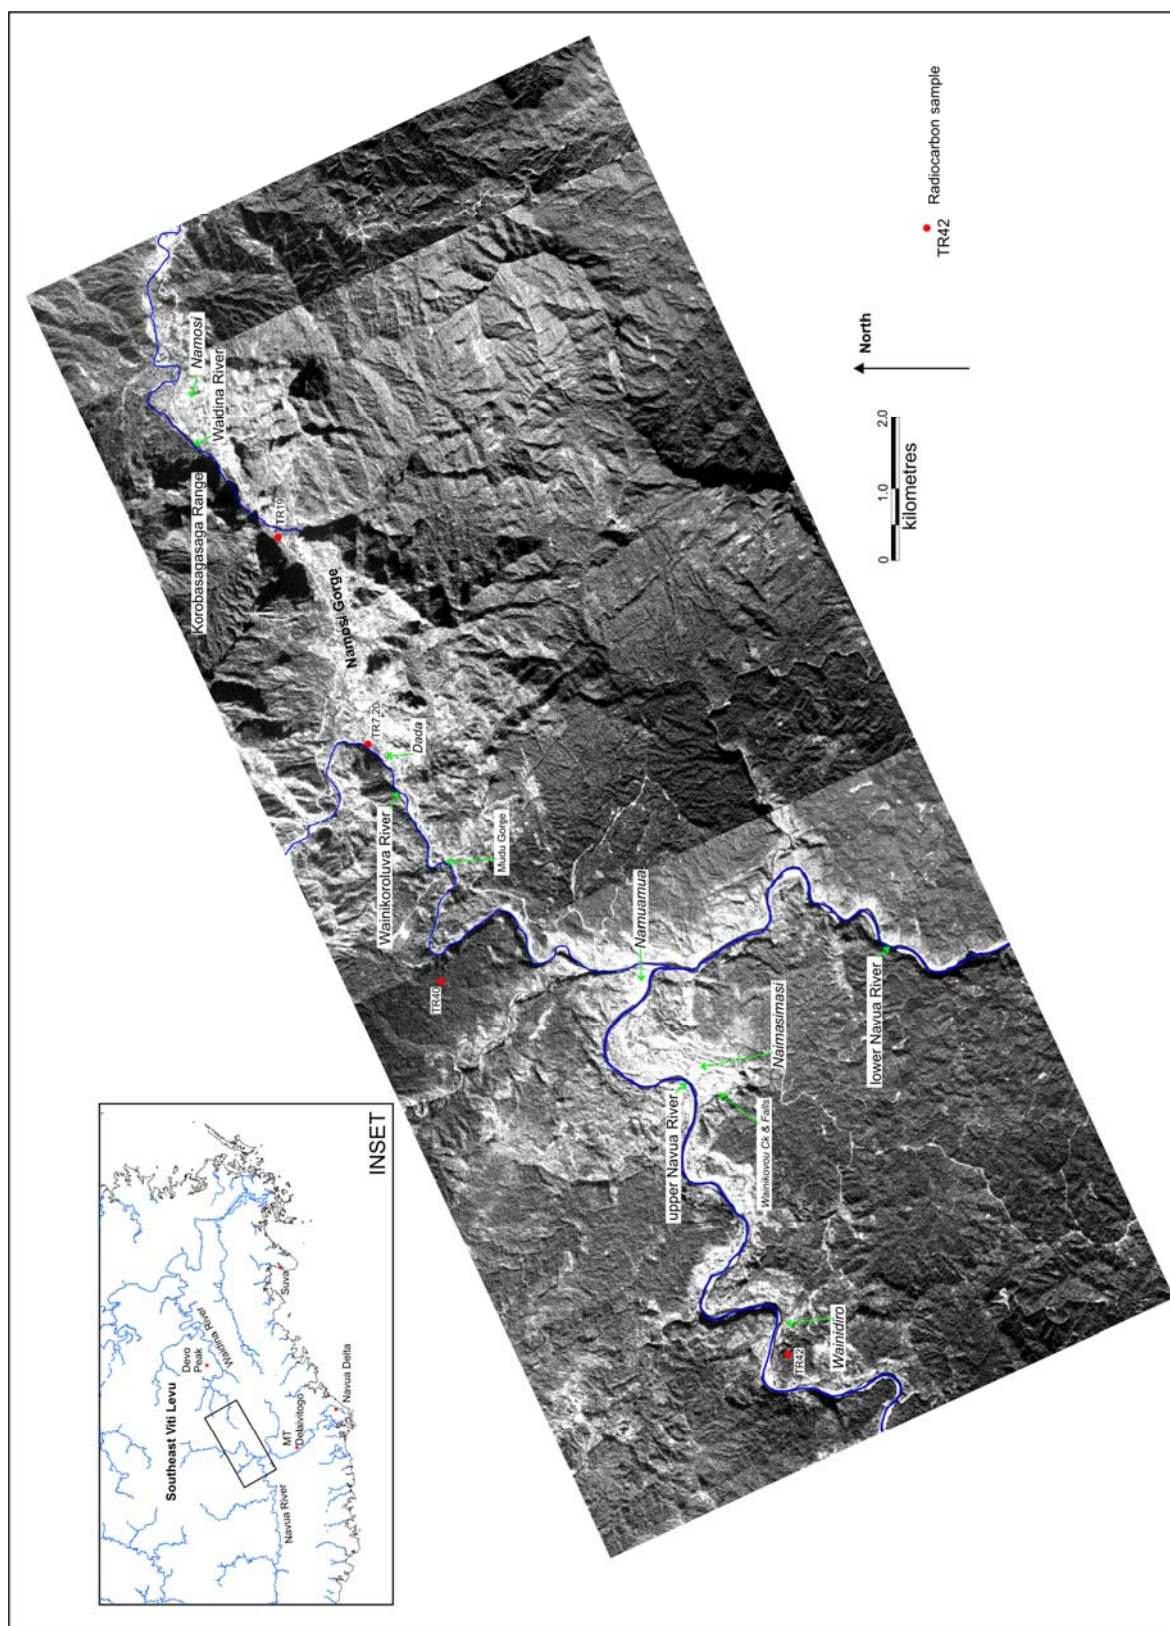 Southeast Viti Levu
Devo
Peak
Waidina River
Suva
Navua River
MT
Delaivitogo
Navua Delta
INSET
Korobasagasaga Range
Waidina River
Namosi
TR19
Namosi Gorge
TR7,20
Dada
Wainikoroluva River
Mudu Gorge
TR40
Namuamua
upper Navua River
Naimasimasi
Wainikovou Ck & Falls
lower Navua River
TR42
Wainidiro
North
0 1.0 2.0
kilometres
TR42 Radiocarbon sample